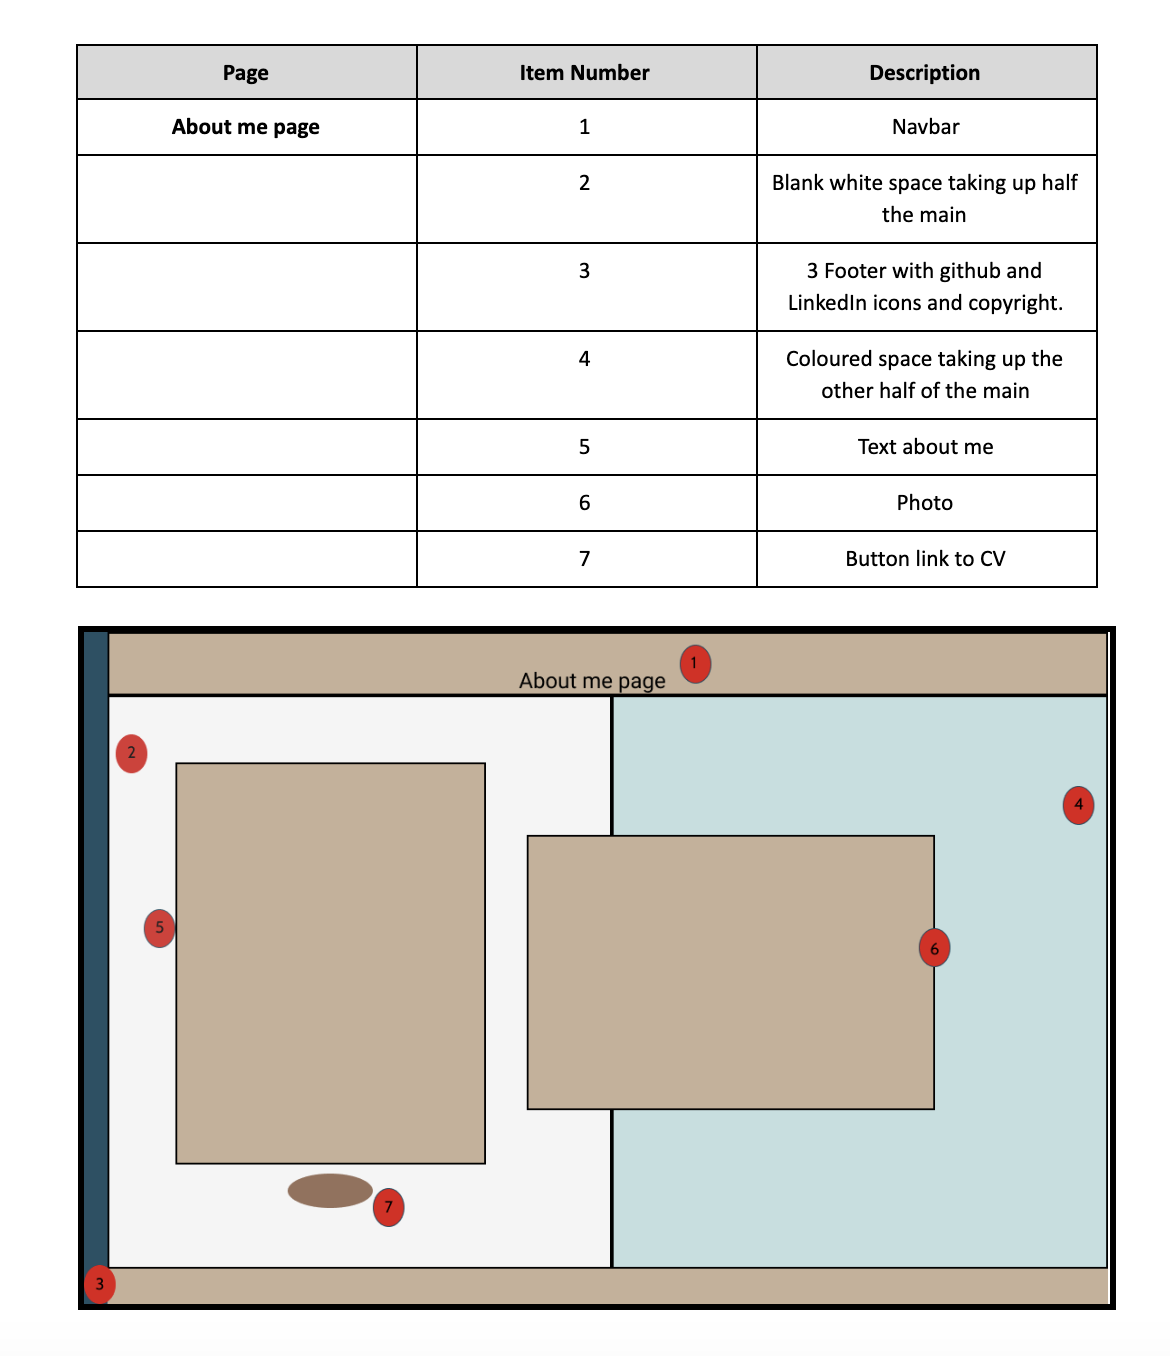 Page Item Number Description
About me page 1 Navbar
2 Blank white space taking up half
the main
3 3 Footer with github and
LinkedIn icons and copyright.
4 Coloured space taking up the
other half of the main
5 Text about me
6 Photo
7 Button link to CV
1
About me page
2
4
5
6
7
3